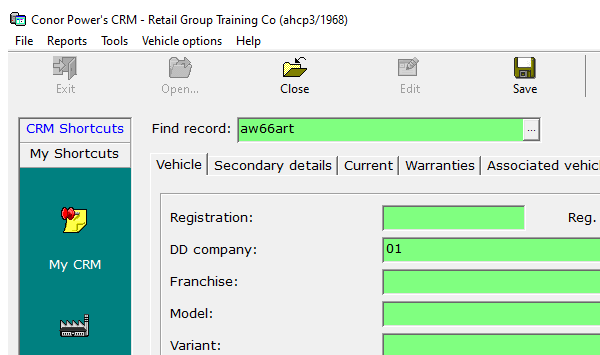 Conor Power's CRM - Retail Group Training Co (ahcp3/1968)
File Reports Tools Vehicle options Help
Exit Open... Close Edit Save
CRM Shortcuts
Find record: aw66art ...
My Shortcuts
Vehicle Secondary details Current Warranties Associated vehic
Registration: Reg.
DD company: 01
My CRM
Franchise:
Model:
Variant: